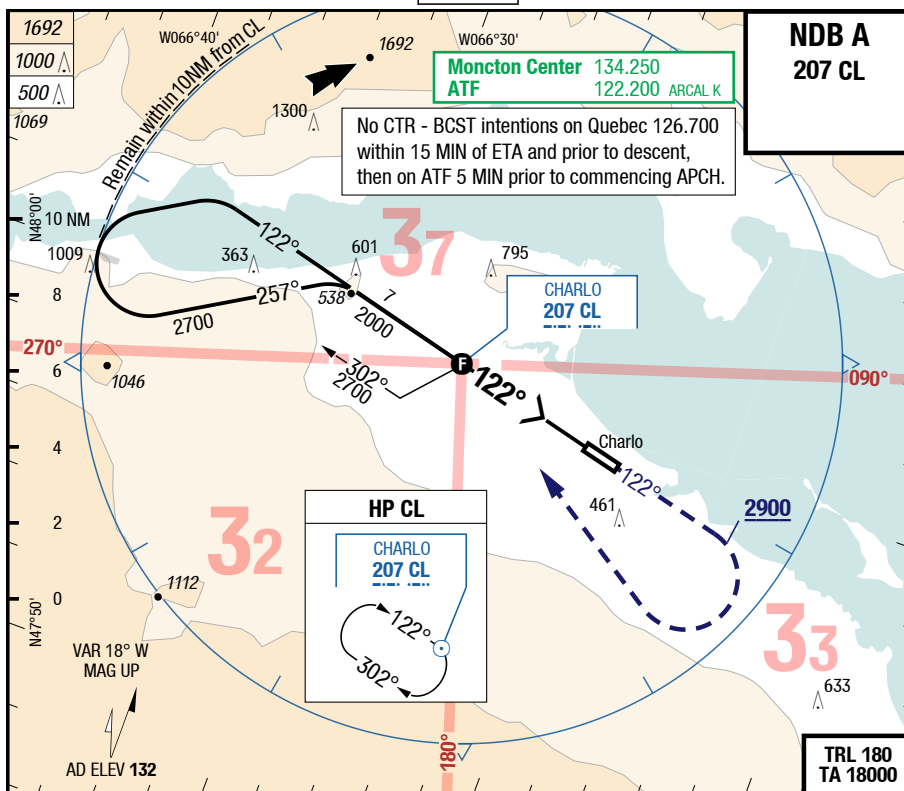 1692
1000
500
1069
W066°40'
1692
W066°30'
Remain within 10NM from CL
1300
Moncton Center 134.250
ATF 122.200 ARCAL K
NDB A
207 CL
No CTR - BCST intentions on Quebec 126.700
within 15 MIN of ETA and prior to descent,
then on ATF 5 MIN prior to commencing APCH.
N48°00'
10 NM
1009
363
122°
601
37
795
8
257°
538
7
2700
2000
CHARLO
207 CL
270°
6
1046
302°
2700
F
122°
090°
4
Charlo
122°
461
2900
2
32
HP CL
CHARLO
207 CL
122°
302°
0
1112
N47°50'
33
633
VAR 18° W
MAG UP
AD ELEV 132
180°
TRL 180
TA 18000